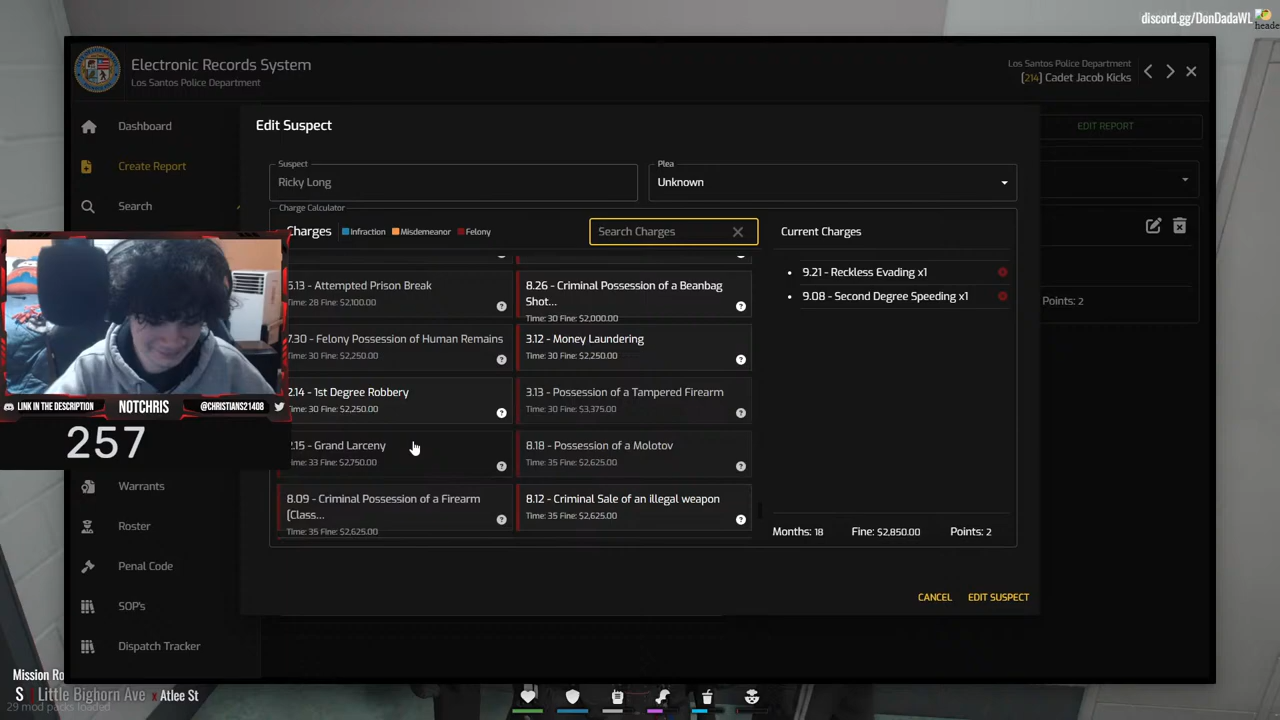 discord.gg/DonDadaWL
heade
Electronic Records System
Los Santos Police Department
Los Santos Police Department
[214] Cadet Jacob Kicks
Dashboard
Create Report
Search
Warrants
Roster
Penal Code
SOP's
Dispatch Tracker
EDIT REPORT
Points: 2
Edit Suspect
Suspect
Ricky Long
Plea
Unknown
Charge Calculator
Charges
Infraction
Misdemeanor
Felony
Search Charges
5.13 - Attempted Prison Break
Time: 28 Fine: $2,100.00
8.26 - Criminal Possession of a Beanbag
Shot...
Time: 30 Fine: $2,000.00
7.30 - Felony Possession of Human Remains
Time: 30 Fine: $2,250.00
3.12 - Money Laundering
Time: 30 Fine: $2,250.00
2.14 - 1st Degree Robbery
Time: 30 Fine: $2,250.00
3.13 - Possession of a Tampered Firearm
Time: 30 Fine: $3,375.00
2.15 - Grand Larceny
Time: 33 Fine: $2,750.00
8.18 - Possession of a Molotov
Time: 35 Fine: $2,625.00
8.09 - Criminal Possession of a Firearm
[Class...
Time: 35 Fine: $2,625.00
8.12 - Criminal Sale of an illegal weapon
Time: 35 Fine: $2,625.00
Current Charges
9.21 - Reckless Evading x1
9.08 - Second Degree Speeding x1
Months: 18 Fine: $2,850.00 Points: 2
CANCEL
EDIT SUSPECT
LINK IN THE DESCRIPTION
NOTCHRIS
@CHRISTIANS21408
257
Mission Ro
S Little Bighorn Ave x Atlee St
29 mod packs loaded